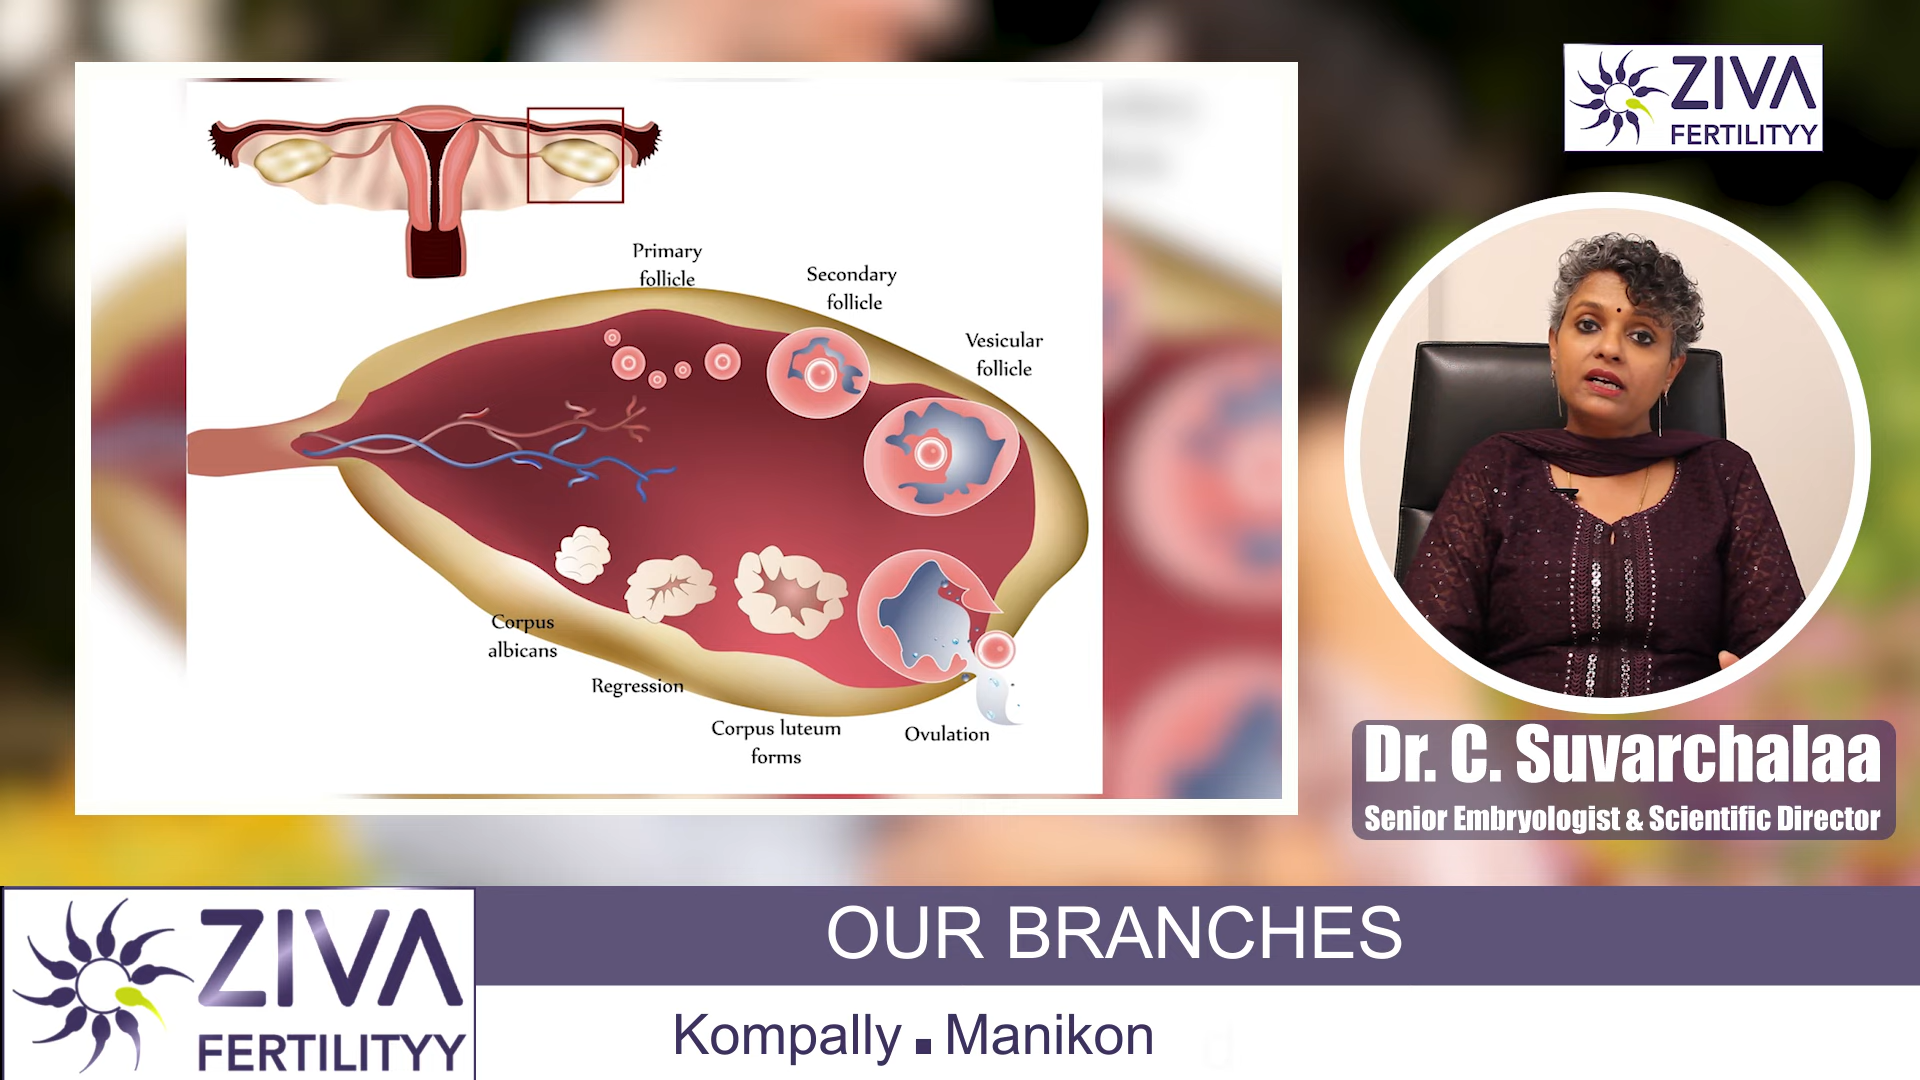 ZIVA
FERTILITYY
Primary
follicle
Secondary
follicle
Vesicular
follicle
Corpus
albicans
Regression
Corpus luteum
forms
Ovulation
Dr. C. Suvarchalaa
Senior Embryologist & Scientific Director
ZIVA
FERTILITYY
OUR BRANCHES
Kompally ▪ Manikon